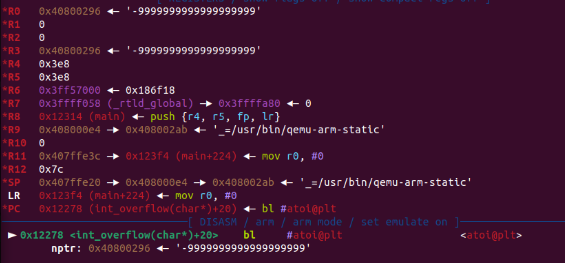 *R0 0x40800296 ◂— '-9999999999999999999'
*R1 0
*R2 0
*R3 0x40800296 ◂— '-9999999999999999999'
*R4 0x3e8
*R5 0x3e8
*R6 0x3ff57000 ◂— 0x186f18
*R7 0x3ffff058 (_rtld_global) —▸ 0x3ffffa80 ◂— 0
*R8 0x12314 (main) ◂— push {r4, r5, fp, lr}
*R9 0x408000e4 —▸ 0x408002ab ◂— '_=/usr/bin/qemu-arm-static'
*R10 0
*R11 0x407ffe3c —▸ 0x123f4 (main+224) ◂— mov r0, #0
*R12 0x7c
*SP 0x407ffe20 —▸ 0x408000e4 —▸ 0x408002ab ◂— '_=/usr/bin/qemu-arm-static'
LR 0x123f4 (main+224) ◂— mov r0, #0
*PC 0x12278 (int_overflow(char*)+20) ◂— bl #atoi@plt
[ DISASM / arm / arm mode / set emulate on ]
► 0x12278 <int_overflow(char*)+20> bl #atoi@plt <atoi@plt>
nptr: 0x40800296 ◂— '-9999999999999999999'